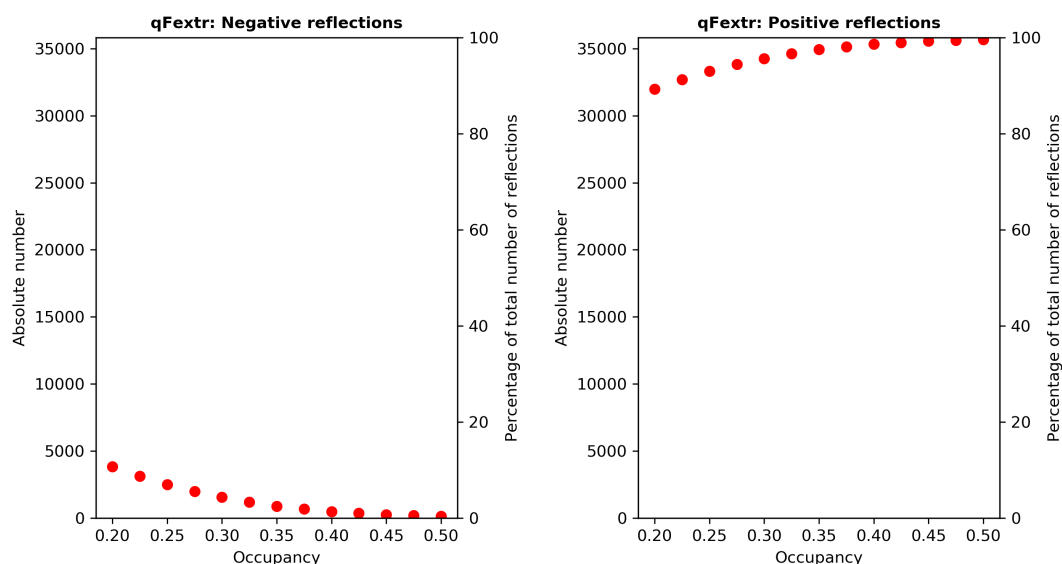 qFextr: Negative reflections
35000
30000
25000
20000
15000
10000
5000
0
Absolute number
100
80
60
40
20
0
Percentage of total number of reflections
0.20 0.25 0.30 0.35 0.40 0.45 0.50
Occupancy
qFextr: Positive reflections
35000
30000
25000
20000
15000
10000
5000
0
Absolute number
100
80
60
40
20
0
Percentage of total number of reflections
0.20 0.25 0.30 0.35 0.40 0.45 0.50
Occupancy